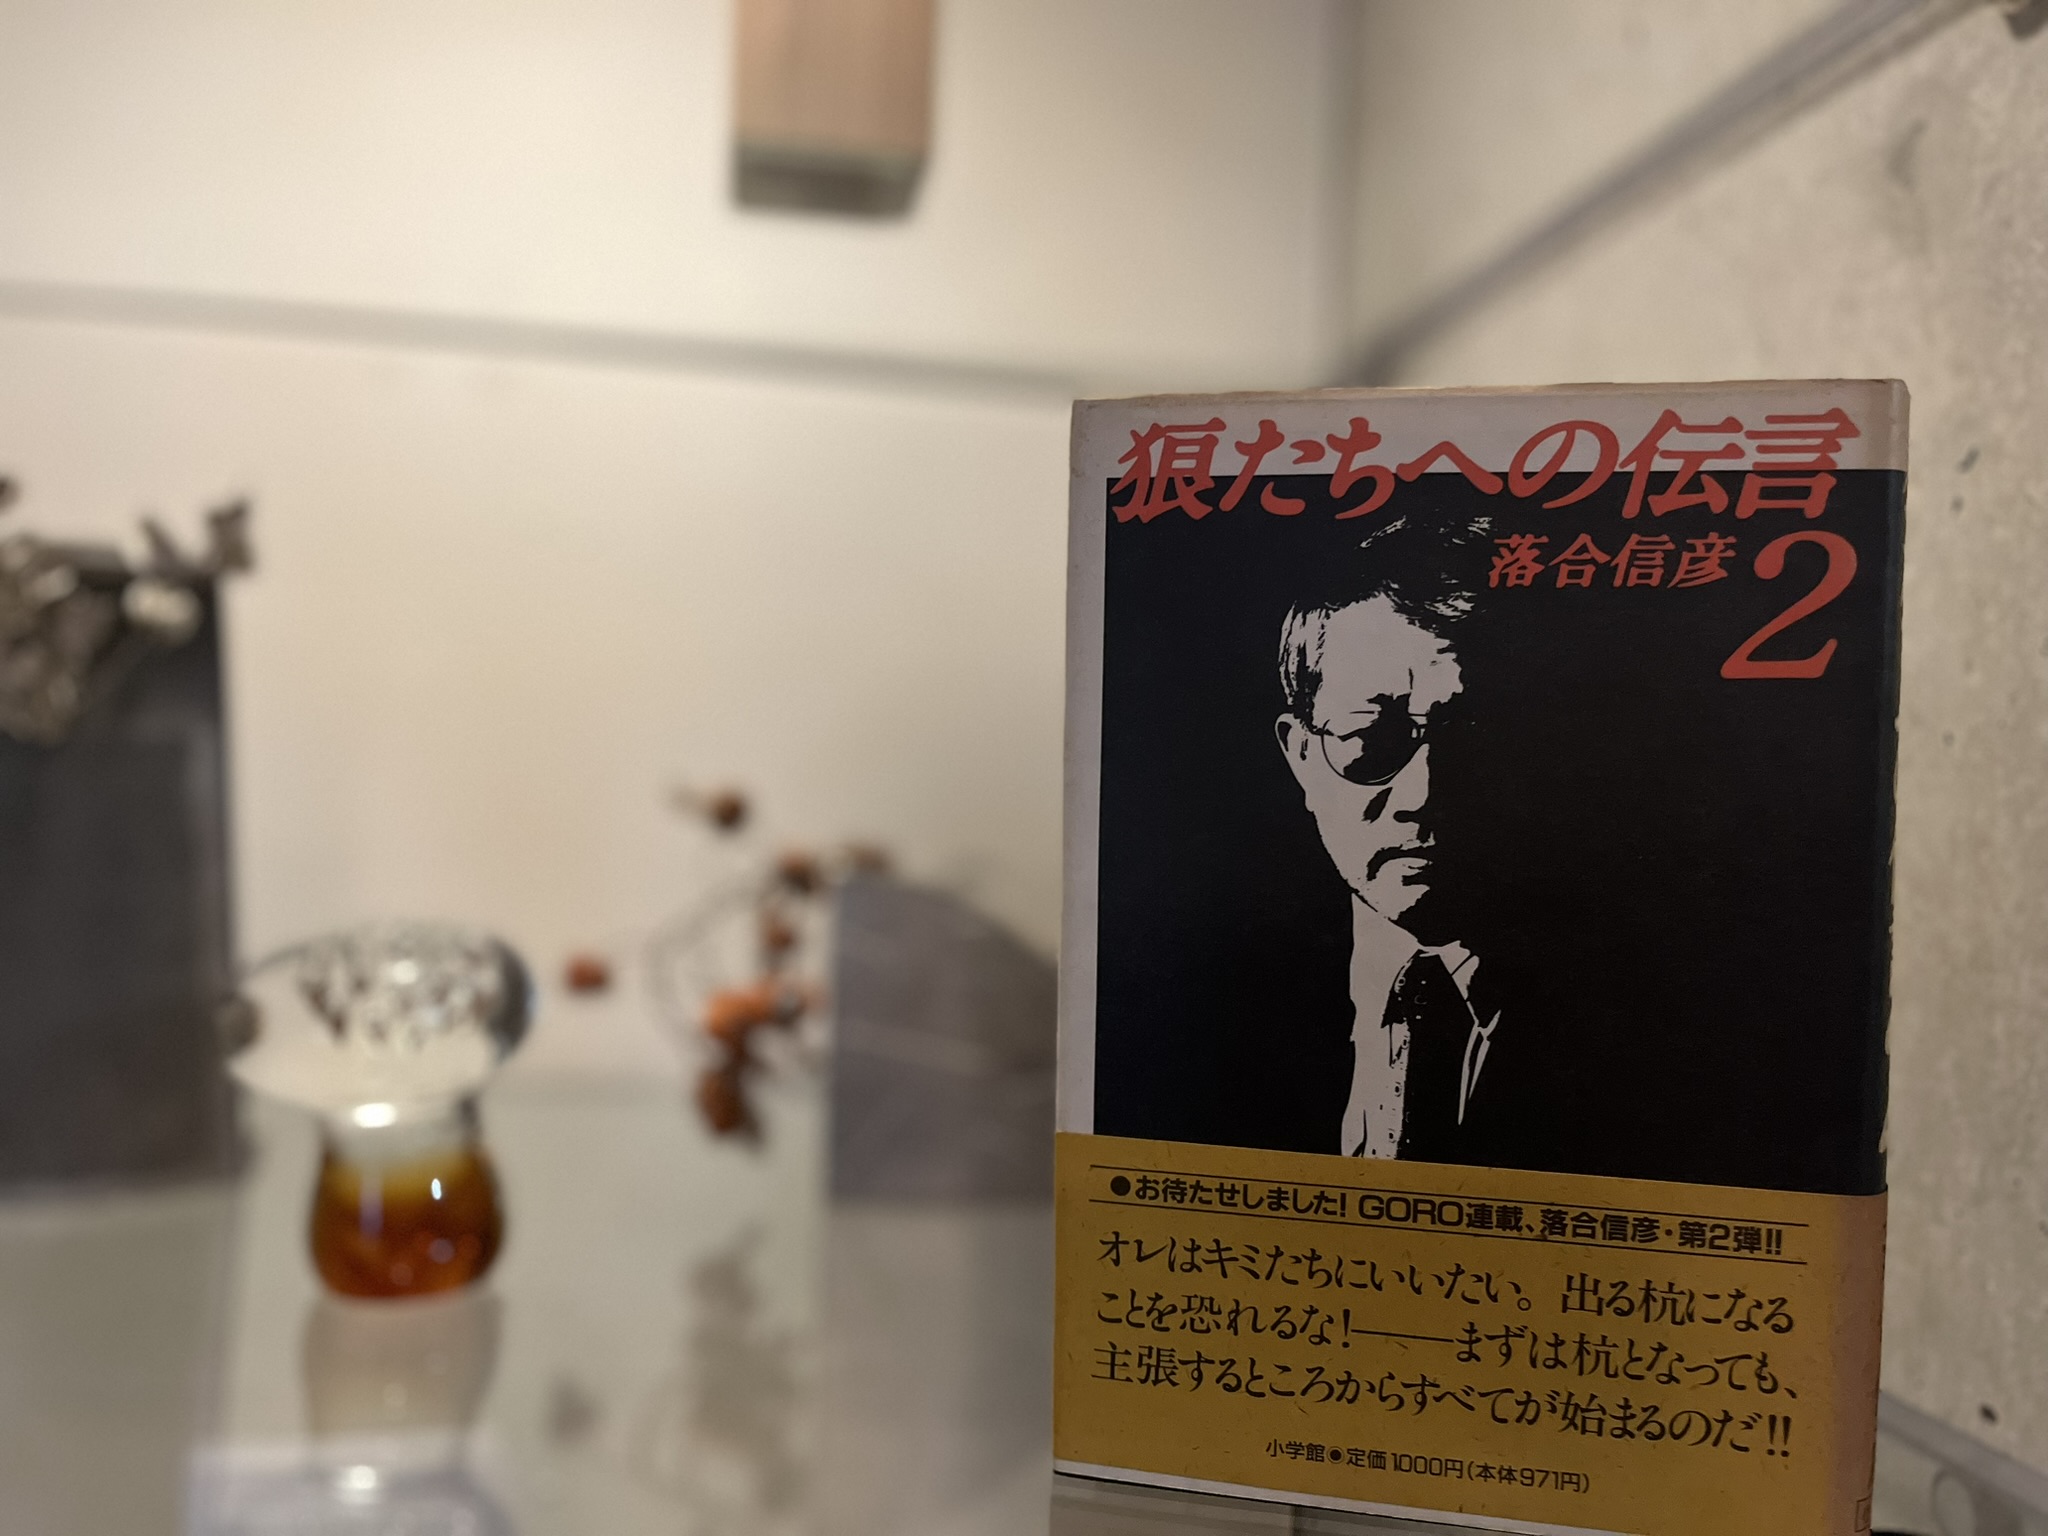 狼たちへの伝言
落合信彦 2
●お待たせしました! GORO連載、落合信彦・第2弾!!
オレはキミたちにいいたい。出る杭になる
ことを恐れるな!――まずは杭となっても、
主張するところからすべてが始まるのだ!!
小学館●定価1000円(本体971円)